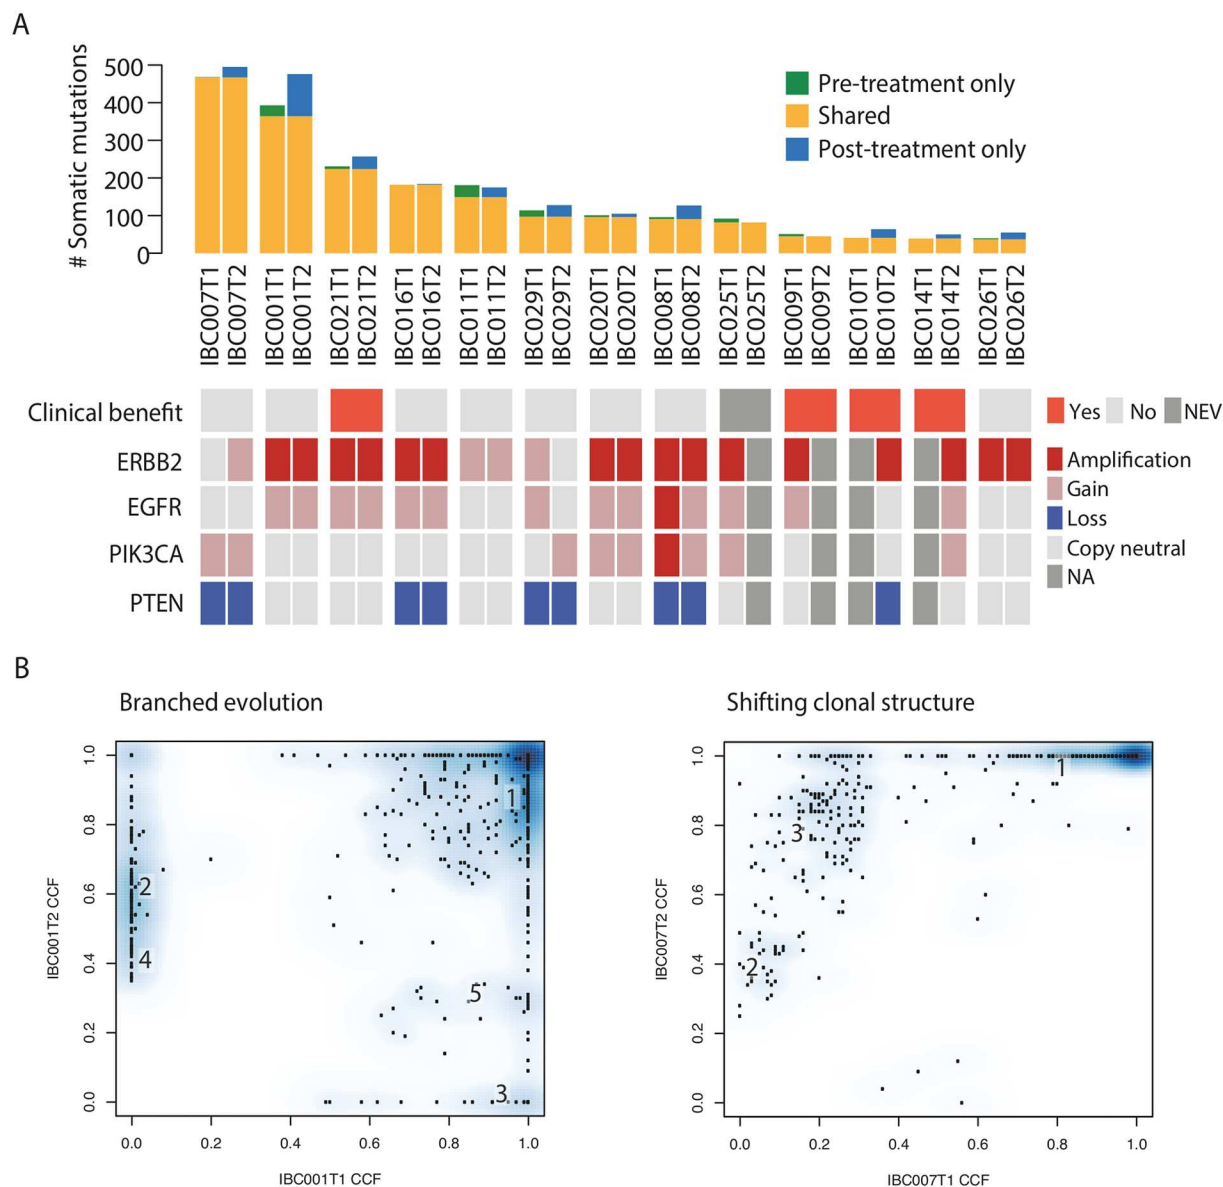 A
# Somatic mutations
500
400
300
200
100
0
Pre-treatment only
Shared
Post-treatment only
IBC007T1
IBC007T2
IBC001T1
IBC001T2
IBC021T1
IBC021T2
IBC016T1
IBC016T2
IBC011T1
IBC011T2
IBC029T1
IBC029T2
IBC020T1
IBC020T2
IBC008T1
IBC008T2
IBC025T1
IBC025T2
IBC009T1
IBC009T2
IBC010T1
IBC010T2
IBC014T1
IBC014T2
IBC026T1
IBC026T2
Clinical benefit
ERBB2
EGFR
PIK3CA
PTEN
Yes No NEV
Amplification
Gain
Loss
Copy neutral
NA
B
Branched evolution
IBC001T2 CCF
1.0
0.8
0.6
0.4
0.2
0.0
1
2
4
5
3
0.0 0.2 0.4 0.6 0.8 1.0
IBC001T1 CCF
Shifting clonal structure
IBC007T2 CCF
1.0
0.8
0.6
0.4
0.2
0.0
1
3
2
0.0 0.2 0.4 0.6 0.8 1.0
IBC007T1 CCF